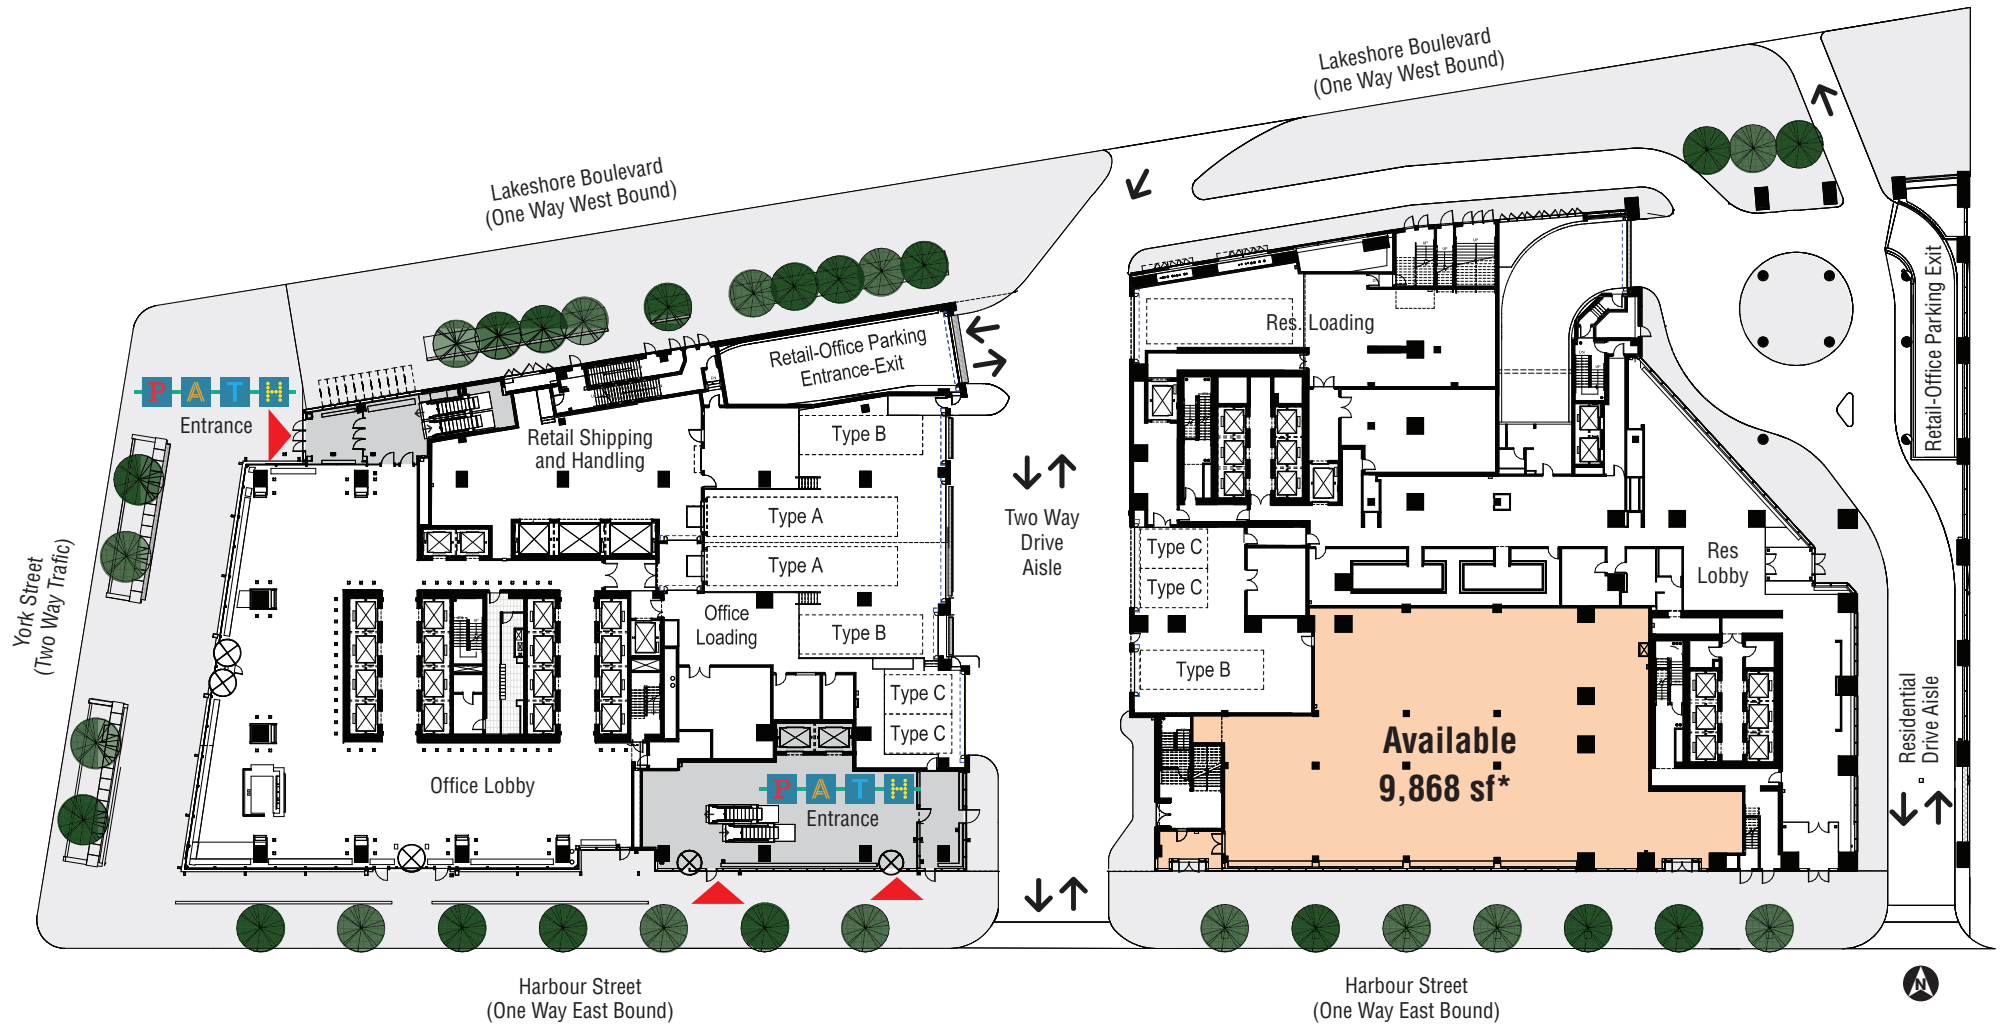 Lakeshore Boulevard
(One Way West Bound)
Lakeshore Boulevard
(One Way West Bound)
Retail-Office Parking
Entrance-Exit
Res. Loading
Retail-Office Parking Exit
PATH
Entrance
Retail Shipping
and Handling
Type B
Type A
Type A
Type B
Two Way
Drive
Aisle
Type C
Type C
Res
Lobby
York Street
(Two Way Trafic)
Office
Loading
Type B
Type C
Type C
Available
9,868 sf*
Residential
Drive Aisle
Office Lobby
PATH
Entrance
Harbour Street
(One Way East Bound)
Harbour Street
(One Way East Bound)
N